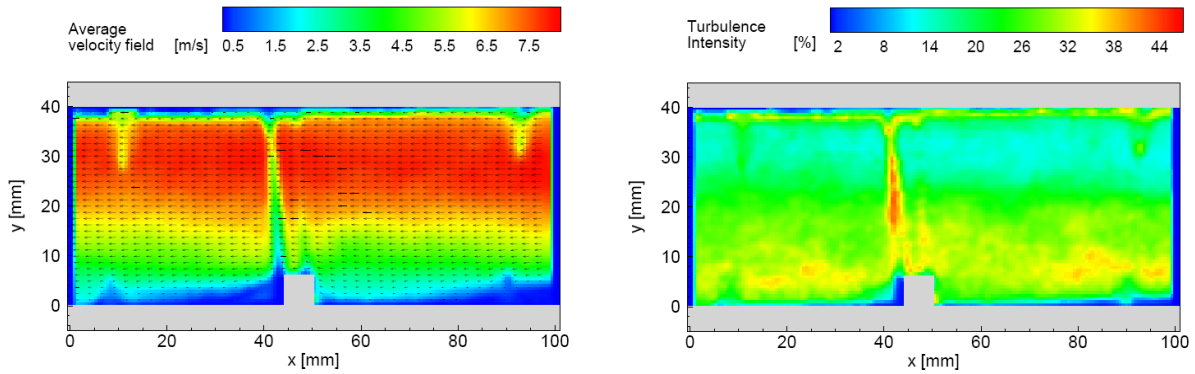 Average
velocity field [m/s]
0.5 1.5 2.5 3.5 4.5 5.5 6.5 7.5
40
30
20
10
0
y [mm]
0 20 40 60 80 100
x [mm]
Turbulence
Intensity [%]
2 8 14 20 26 32 38 44
40
30
20
10
0
y [mm]
0 20 40 60 80 100
x [mm]